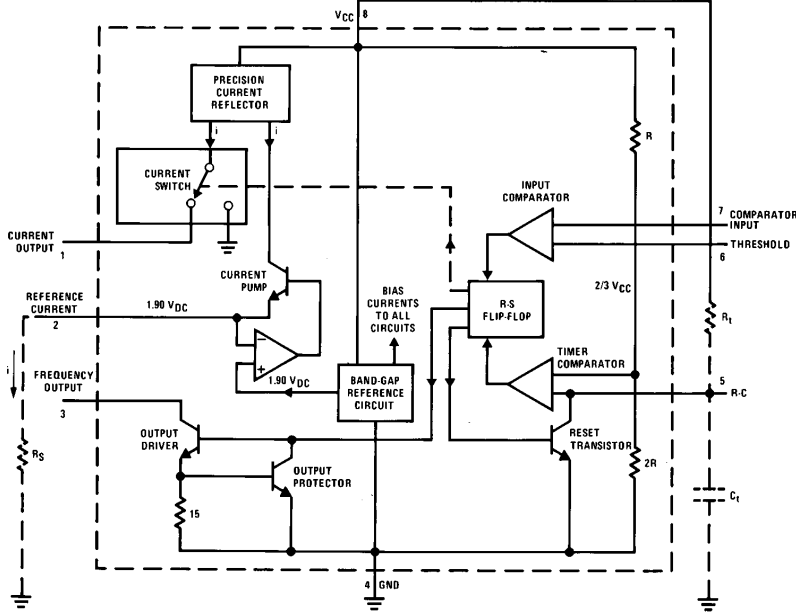 VCC 8
PRECISION
CURRENT
REFLECTOR
i i
R
CURRENT
SWITCH
INPUT
COMPARATOR
7 COMPARATOR
INPUT
THRESHOLD
6
CURRENT
OUTPUT
1
CURRENT
PUMP
BIAS
CURRENTS
TO ALL
CIRCUITS
R-S
FLIP-FLOP
2/3 VCC
REFERENCE
CURRENT
2
1.90 VDC
Rt
−
+
1.90 VDC
TIMER
COMPARATOR
i
FREQUENCY
OUTPUT
3
BAND-GAP
REFERENCE
CIRCUIT
5
R-C
OUTPUT
DRIVER
RESET
TRANSISTOR
RS
OUTPUT
PROTECTOR
2R
Ct
15
4 GND